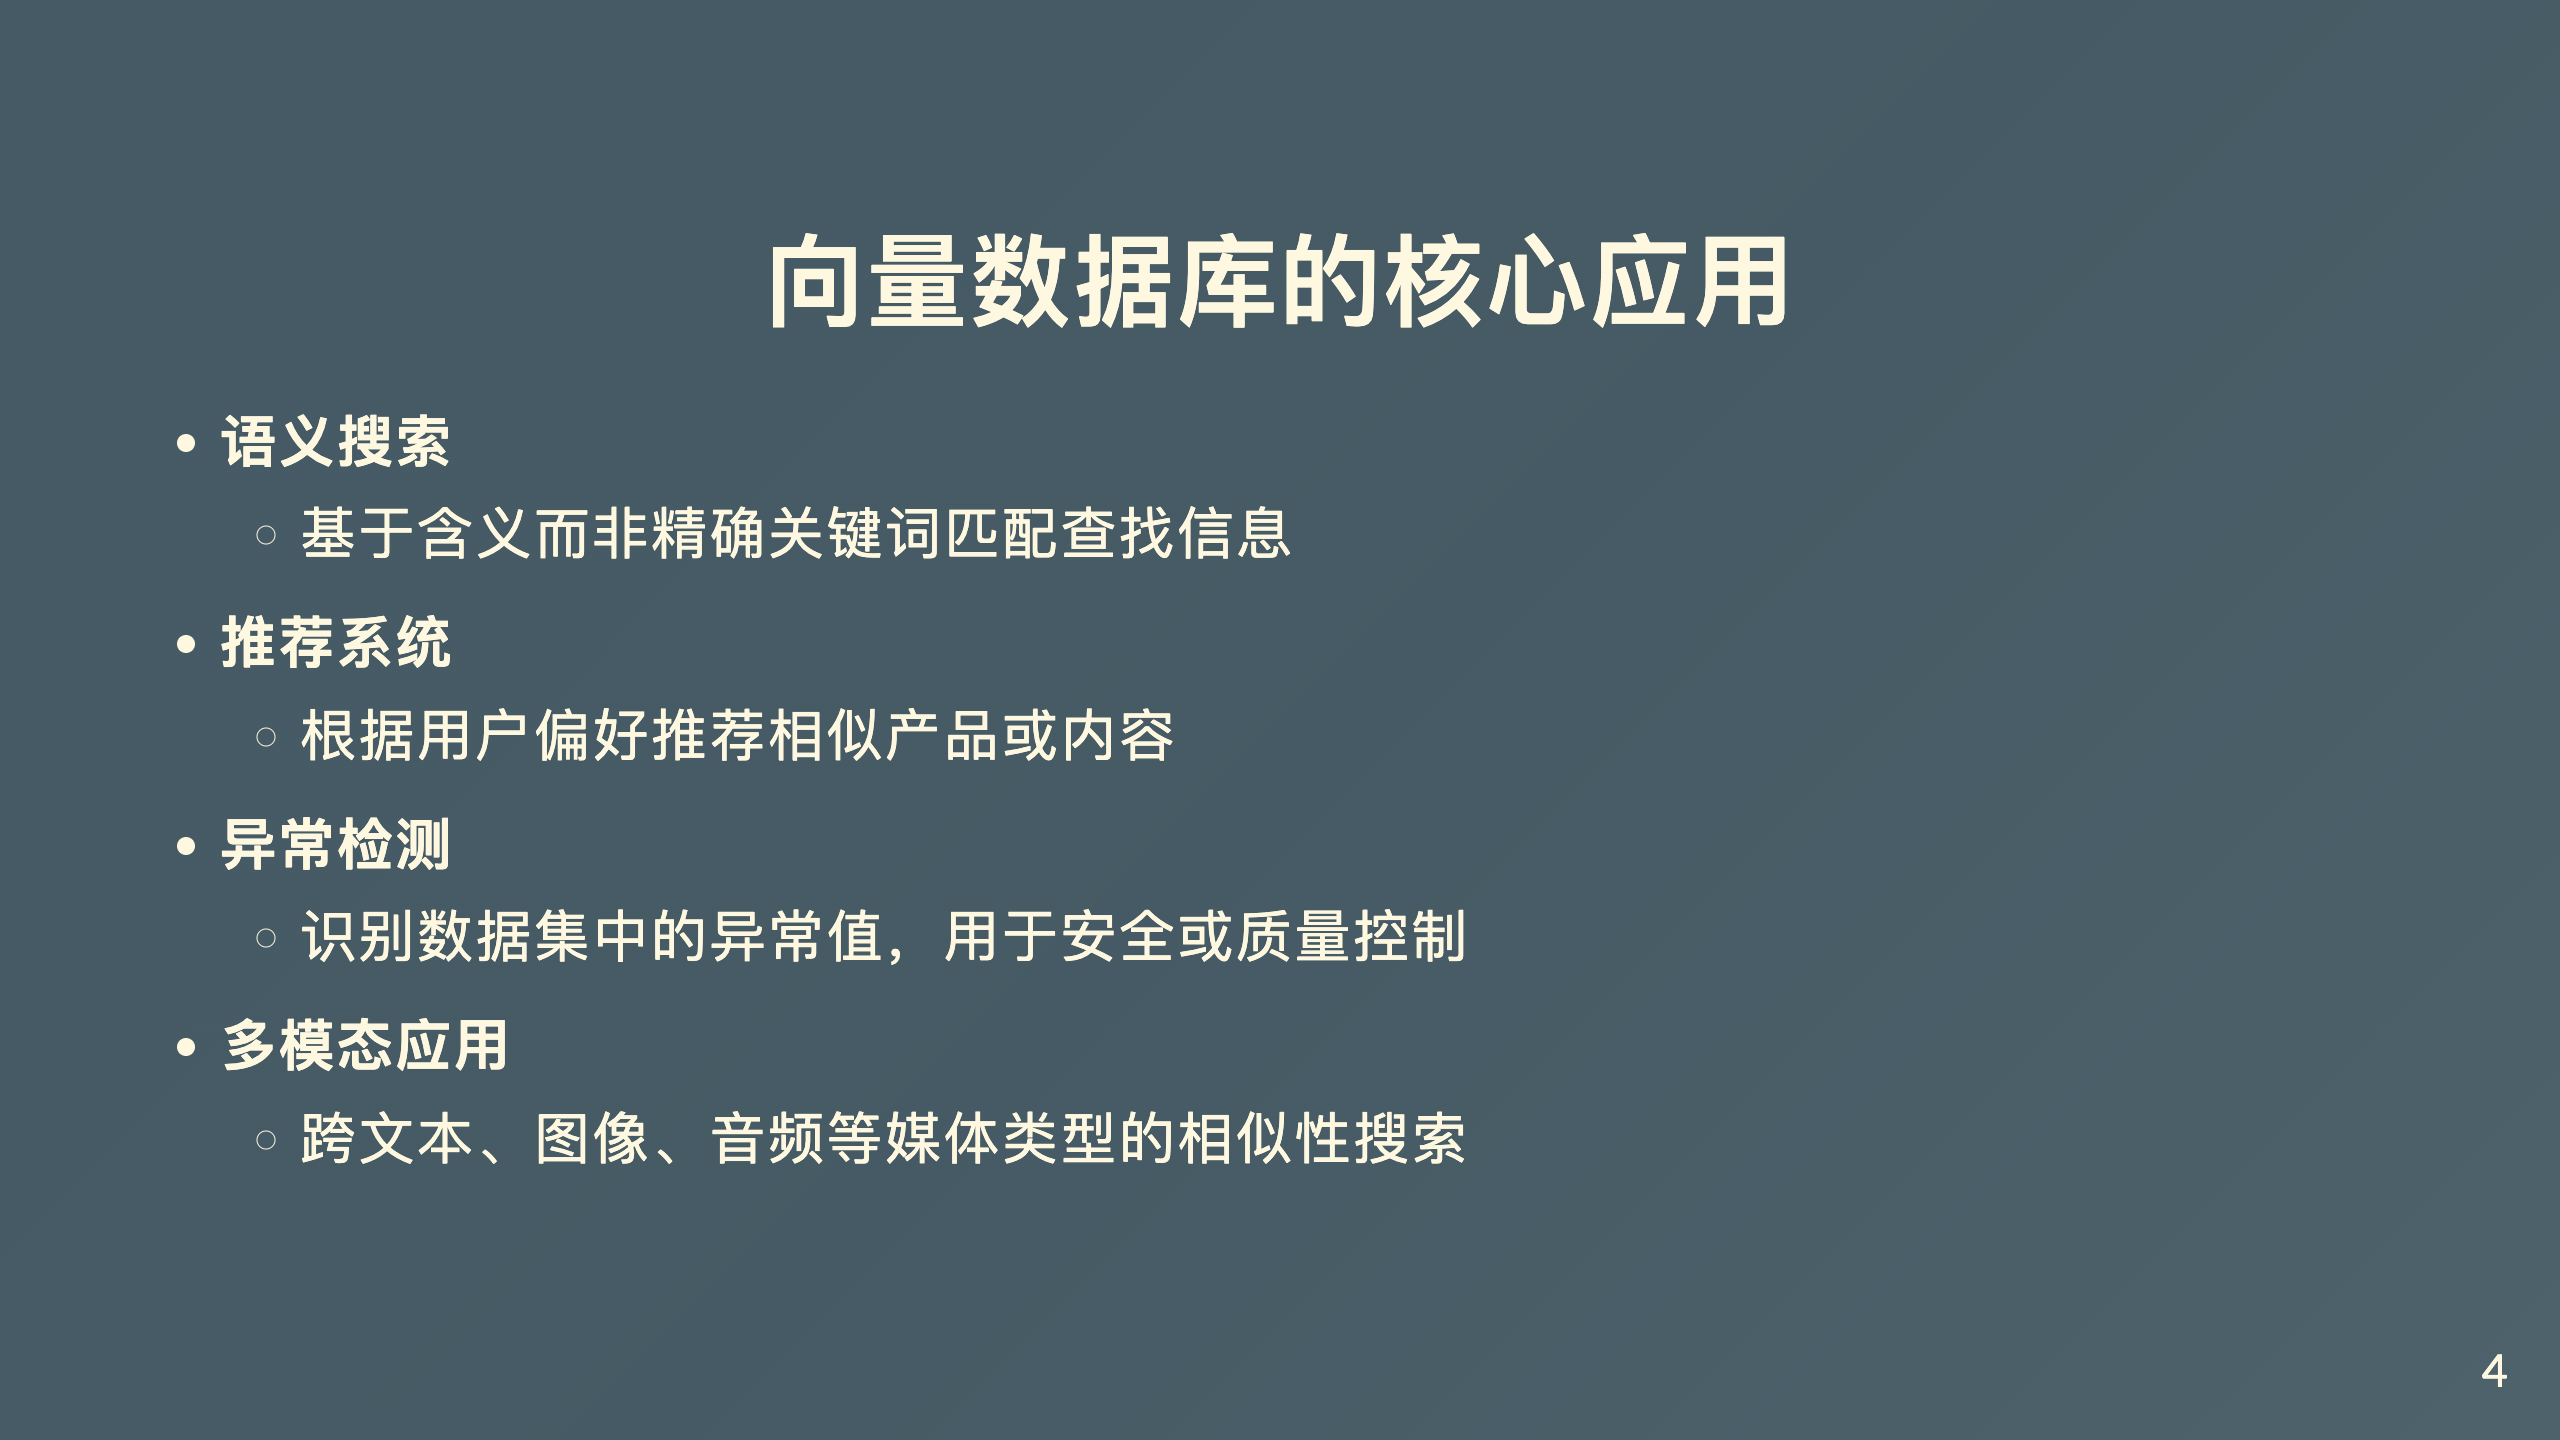 向量数据库的核心应用
• 语义搜索
○ 基于含义而非精确关键词匹配查找信息
• 推荐系统
○ 根据用户偏好推荐相似产品或内容
• 异常检测
○ 识别数据集中的异常值，用于安全或质量控制
• 多模态应用
○ 跨文本、图像、音频等媒体类型的相似性搜索
4